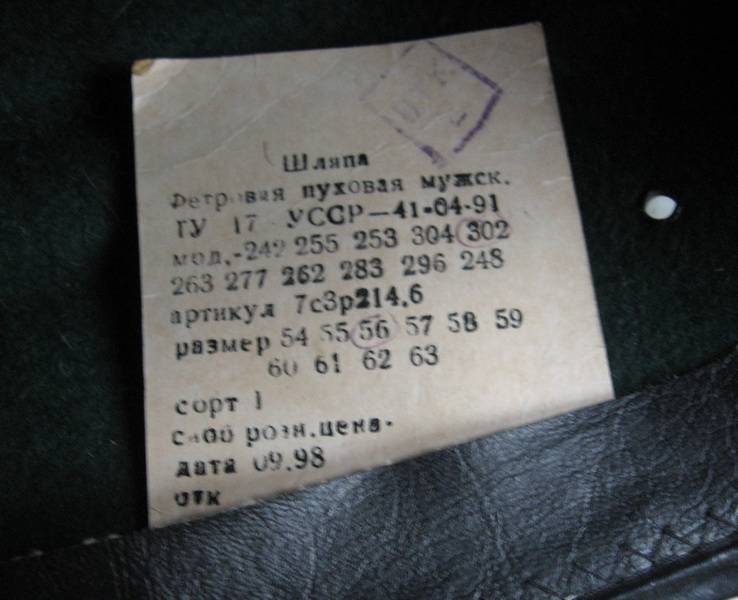 Шляпа
Фетровая пуховая мужск.
ТУ 17 УССР—41-04-91
мод.-242 255 253 304 302
263 277 262 283 296 248
артикул 7с3р214.6
размер 54 55 56 57 58 59
60 61 62 63
сорт 1
своб розн.цена.
дата 09.98
отк